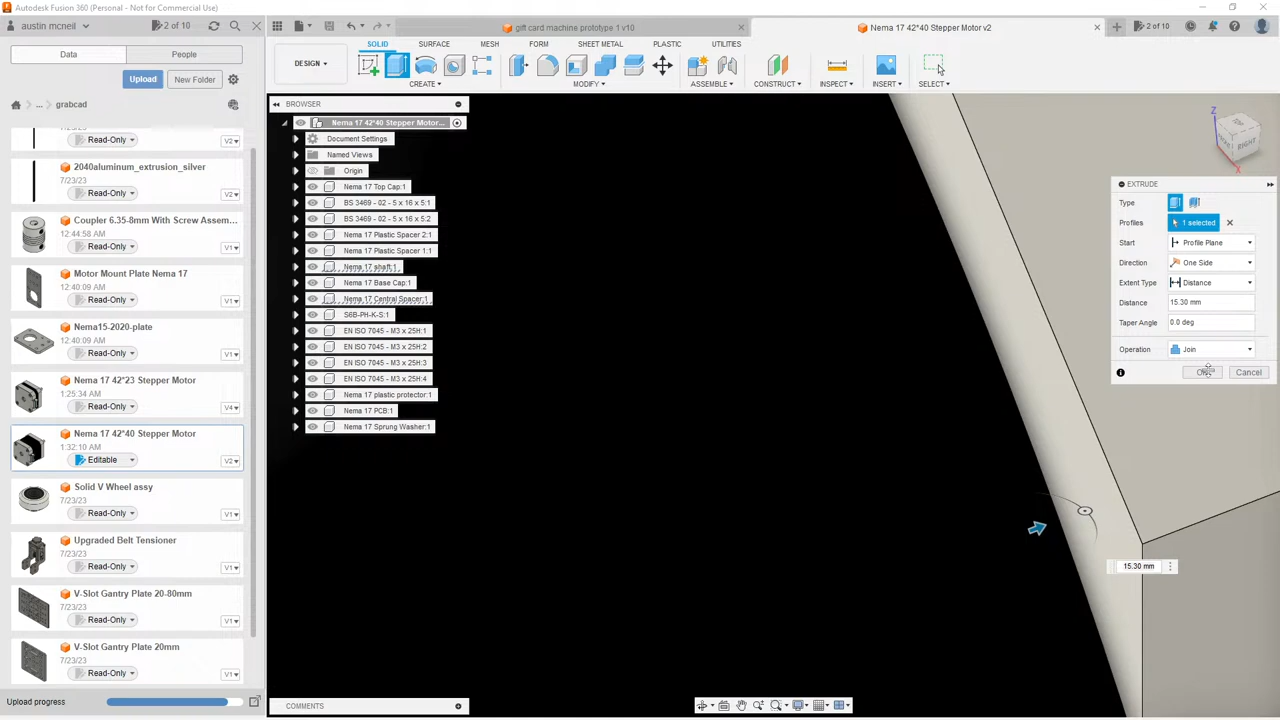 Autodesk Fusion 360 (Personal - Not for Commercial Use)
austin mcneil
2 of 10
gift card machine prototype 1 v10
Nema 17 42*40 Stepper Motor v2
2 of 10
Data
People
Upload
New Folder
...
grabcad
Read-Only
V2
2040aluminum_extrusion_silver
7/23/23
Read-Only
V2
Coupler 6.35-8mm With Screw Assem...
12:44:58 AM
Read-Only
V1
Motor Mount Plate Nema 17
12:40:09 AM
Read-Only
V1
Nema15-2020-plate
12:40:09 AM
Read-Only
V1
Nema 17 42*23 Stepper Motor
1:25:34 AM
Read-Only
V4
Nema 17 42*40 Stepper Motor
1:32:10 AM
Editable
V2
Solid V Wheel assy
7/23/23
Read-Only
V1
Upgraded Belt Tensioner
7/23/23
Read-Only
V1
V-Slot Gantry Plate 20-80mm
7/23/23
Read-Only
V1
V-Slot Gantry Plate 20mm
7/23/23
Read-Only
V1
Upload progress
DESIGN
SOLID
SURFACE
MESH
FORM
SHEET METAL
PLASTIC
UTILITIES
CREATE
MODIFY
ASSEMBLE
CONSTRUCT
INSPECT
INSERT
SELECT
BROWSER
Nema 17 42*40 Stepper Motor...
Document Settings
Named Views
Origin
Nema 17 Top Cap:1
BS 3469 - 02 - 5 x 16 x 5:1
BS 3469 - 02 - 5 x 16 x 5:2
Nema 17 Plastic Spacer 2:1
Nema 17 Plastic Spacer 1:1
Nema 17 shaft:1
Nema 17 Base Cap:1
Nema 17 Central Spacer:1
S6B-PH-K-S:1
EN ISO 7045 - M3 x 25H:1
EN ISO 7045 - M3 x 25H:2
EN ISO 7045 - M3 x 25H:3
EN ISO 7045 - M3 x 25H:4
Nema 17 plastic protector:1
Nema 17 PCB:1
Nema 17 Sprung Washer:1
Z
RIGHT
X
EXTRUDE
Type
Profiles
1 selected
Start
Profile Plane
Direction
One Side
Extent Type
Distance
Distance
15.30 mm
Taper Angle
0.0 deg
Operation
Join
Cancel
15.30 mm
COMMENTS